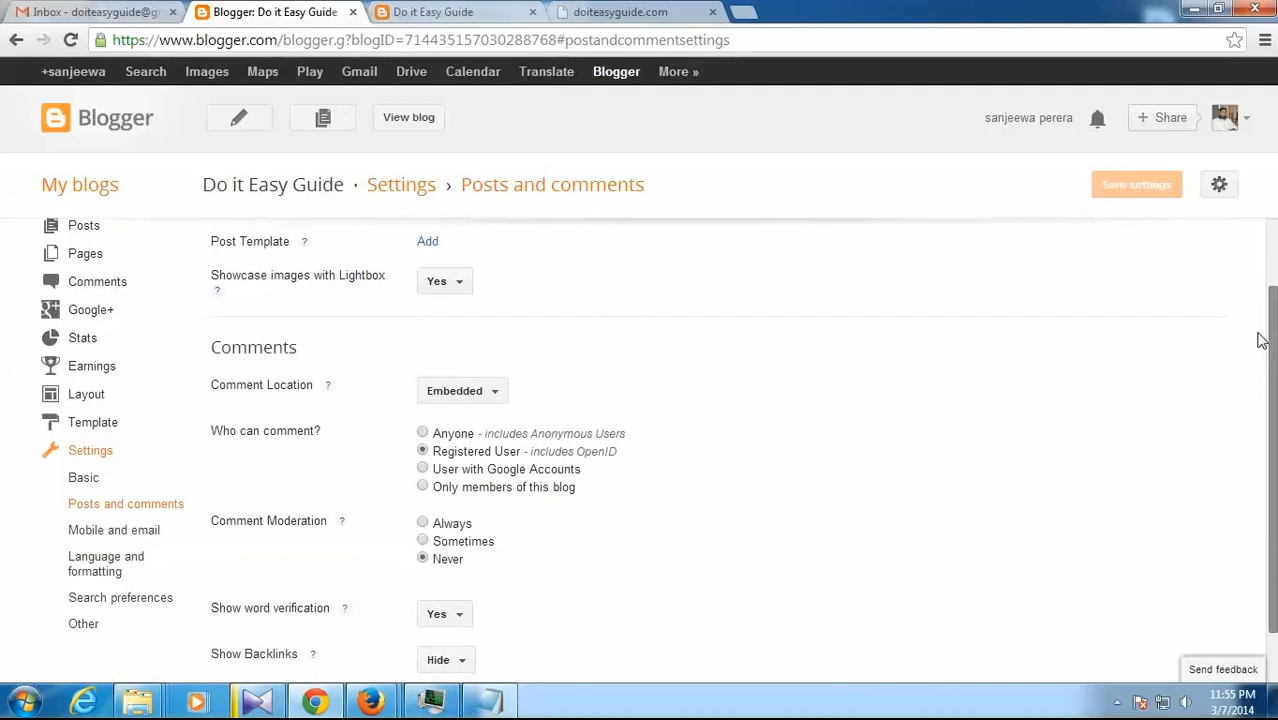 Inbox - doiteasyguide@g
Blogger: Do it Easy Guide
Do it Easy Guide
doiteasyguide.com
https://www.blogger.com/blogger.g?blogID=714435157030288768#postandcommentsettings
+sanjeewa Search Images Maps Play Gmail Drive Calendar Translate Blogger More »
Blogger
View blog
sanjeewa perera
+ Share
My blogs
Do it Easy Guide · Settings › Posts and comments
Save settings
Posts
Pages
Comments
Google+
Stats
Earnings
Layout
Template
Settings
Basic
Posts and comments
Mobile and email
Language and
formatting
Search preferences
Other
Post Template ? Add
Showcase images with Lightbox
?
Yes
Comments
Comment Location ? Embedded
Who can comment?
Anyone - includes Anonymous Users
Registered User - includes OpenID
User with Google Accounts
Only members of this blog
Comment Moderation ?
Always
Sometimes
Never
Show word verification ? Yes
Show Backlinks ? Hide
Send feedback
11:55 PM
3/7/2014